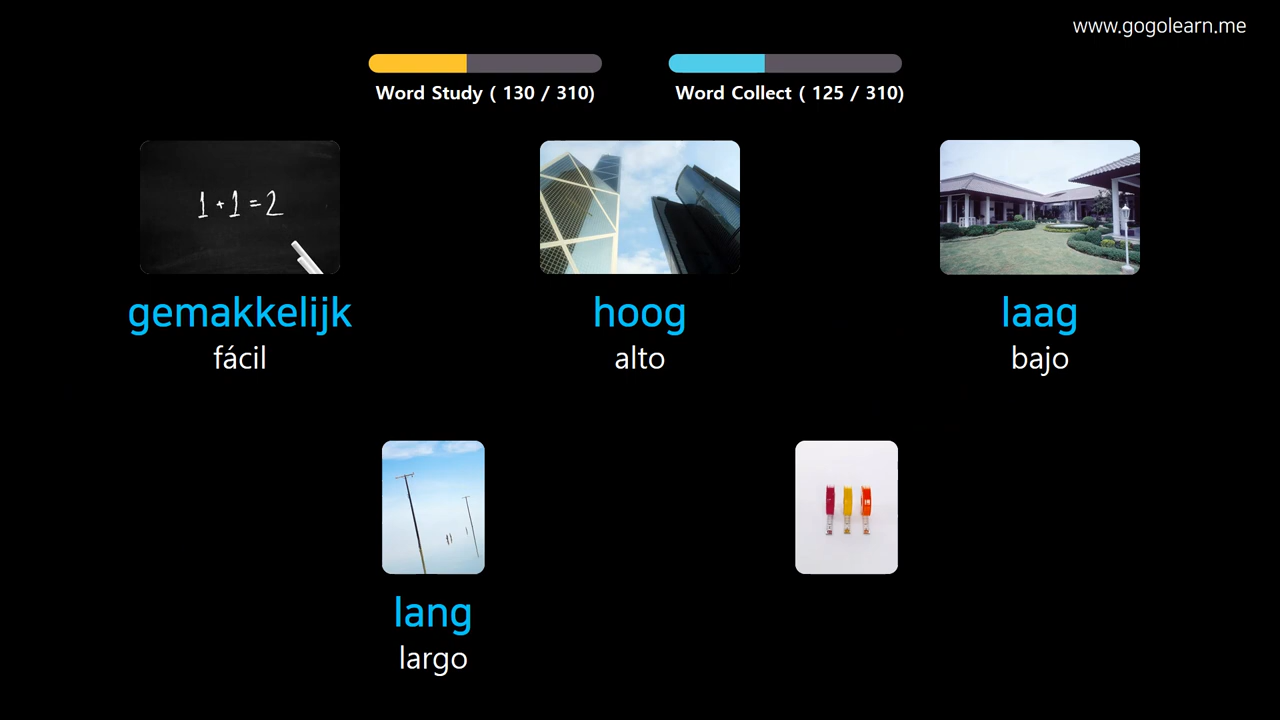 www.gogolearn.me
Word Study ( 130 / 310)
Word Collect ( 125 / 310)
1+1=2
gemakkelijk
fácil
hoog
alto
laag
bajo
lang
largo